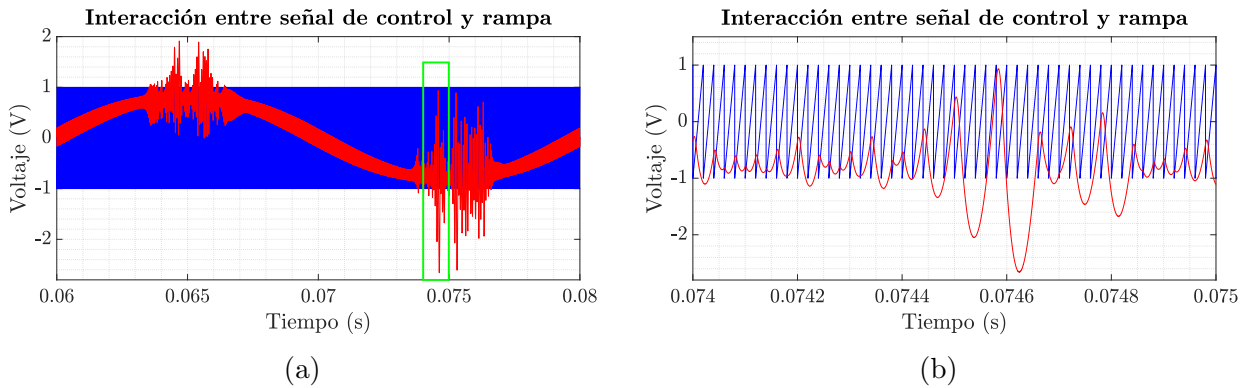 Interacción entre señal de control y rampa
Voltaje (V)
2
1
0
-1
-2
0.06 0.065 0.07 0.075 0.08
Tiempo (s)
(a)
Interacción entre señal de control y rampa
Voltaje (V)
1
0
-1
-2
0.074 0.0742 0.0744 0.0746 0.0748 0.075
Tiempo (s)
(b)